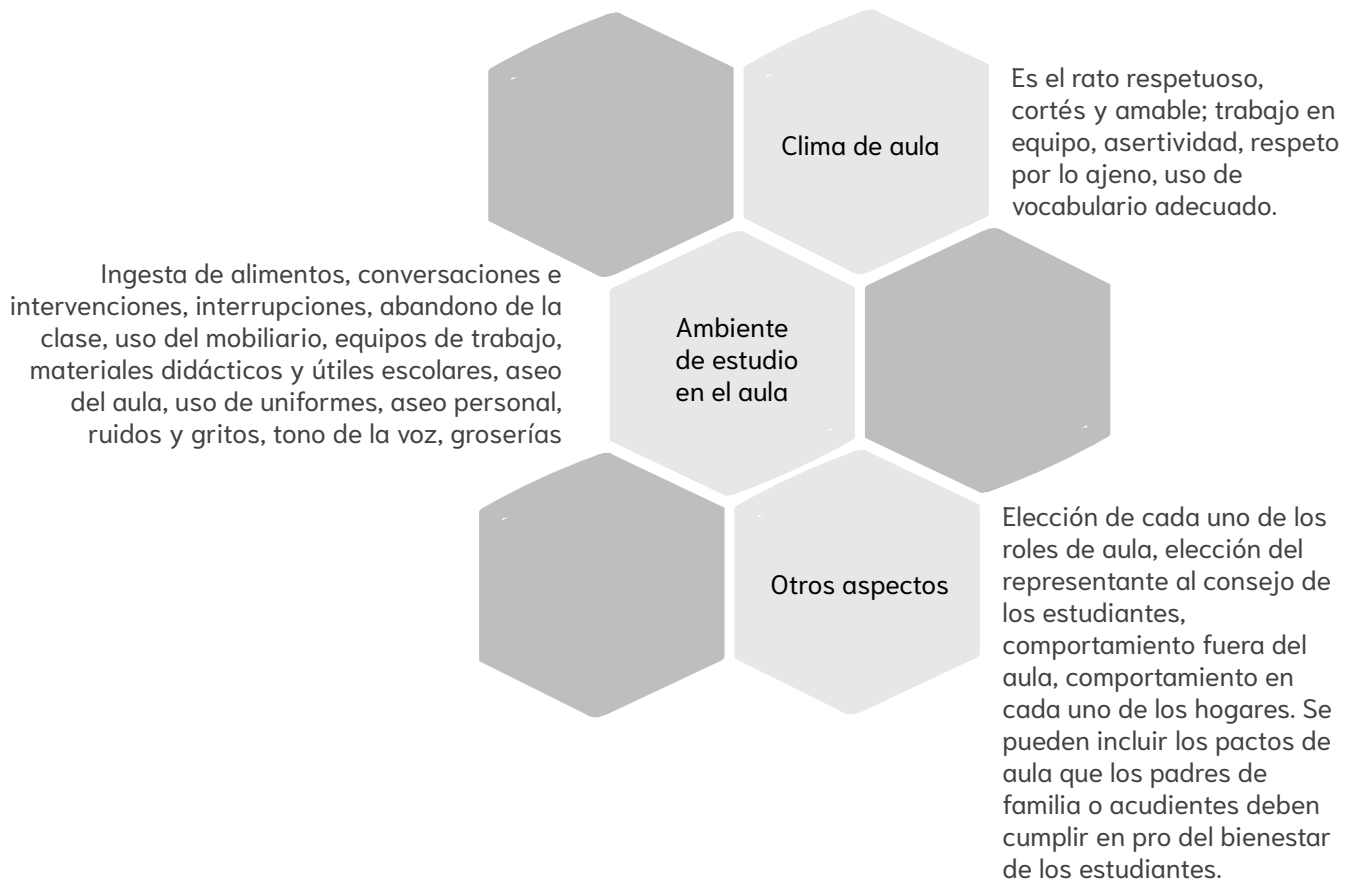 Clima de aula
Es el rato respetuoso,
cortés y amable; trabajo en
equipo, asertividad, respeto
por lo ajeno, uso de
vocabulario adecuado.
Ingesta de alimentos, conversaciones e
intervenciones, interrupciones, abandono de la
clase, uso del mobiliario, equipos de trabajo,
materiales didácticos y útiles escolares, aseo
del aula, uso de uniformes, aseo personal,
ruidos y gritos, tono de la voz, groserías
Ambiente
de estudio
en el aula
Otros aspectos
Elección de cada uno de los
roles de aula, elección del
representante al consejo de
los estudiantes,
comportamiento fuera del
aula, comportamiento en
cada uno de los hogares. Se
pueden incluir los pactos de
aula que los padres de
familia o acudientes deben
cumplir en pro del bienestar
de los estudiantes.